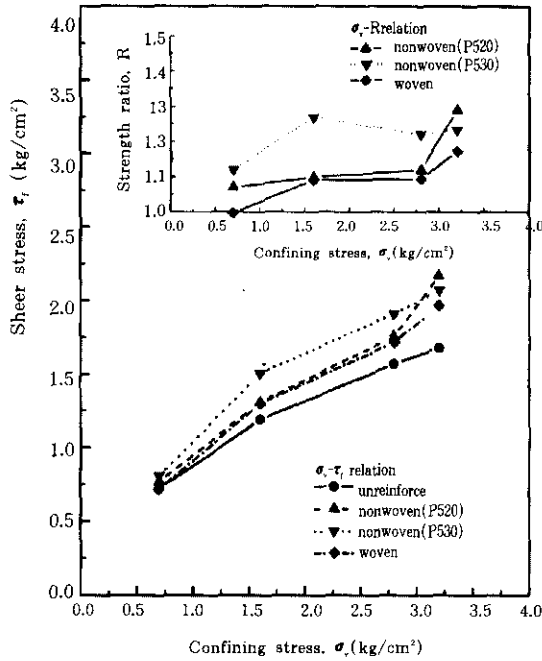 Sheer stress, τf (kg/cm²)
4.0
3.5
3.0
2.5
2.0
1.5
1.0
0.5
0.0
Strength ratio, R
1.5
1.3
13
1.1
1.1
1.0
σv-Rrelation
nonwoven(P520)
nonwoven(P530)
woven
0.0 0.5 1.0 1.5 2.0 2.5 3.0 3.5 4.0
Confining stress, σv(kg/cm²)
σv-τf relation
unreinforce
nonwoven(P520)
nonwoven(P530)
woven
0.0 0.5 1.0 1.5 2.0 2.5 3.0 3.5 4.0
Confining stress. σv(kg/cm²)